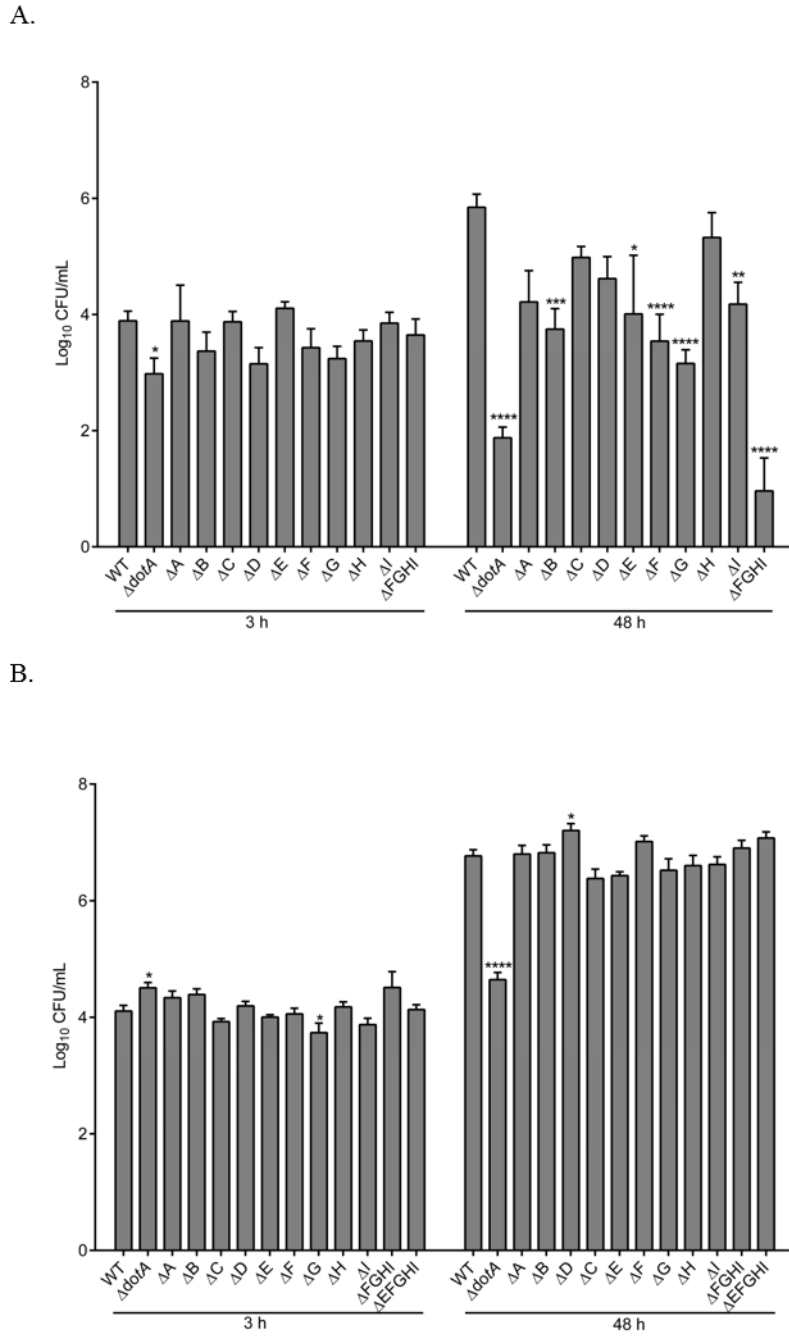 A.
8
6
4
2
0
Log10 CFU/mL
*
*** * **** **** ** **** ****
WT ΔdotA ΔA ΔB ΔC ΔD ΔE ΔF ΔG ΔH ΔI ΔFGHI WT ΔdotA ΔA ΔB ΔC ΔD ΔE ΔF ΔG ΔH ΔI ΔFGHI
3 h 48 h
B.
8
6
4
2
0
Log10 CFU/mL
* * **** *
WT ΔdotA ΔA ΔB ΔC ΔD ΔE ΔF ΔG ΔH ΔI ΔFGHI ΔEFGHI WT ΔdotA ΔA ΔB ΔD ΔC ΔE ΔF ΔG ΔH ΔI ΔFGHI ΔEFGHI
3 h 48 h